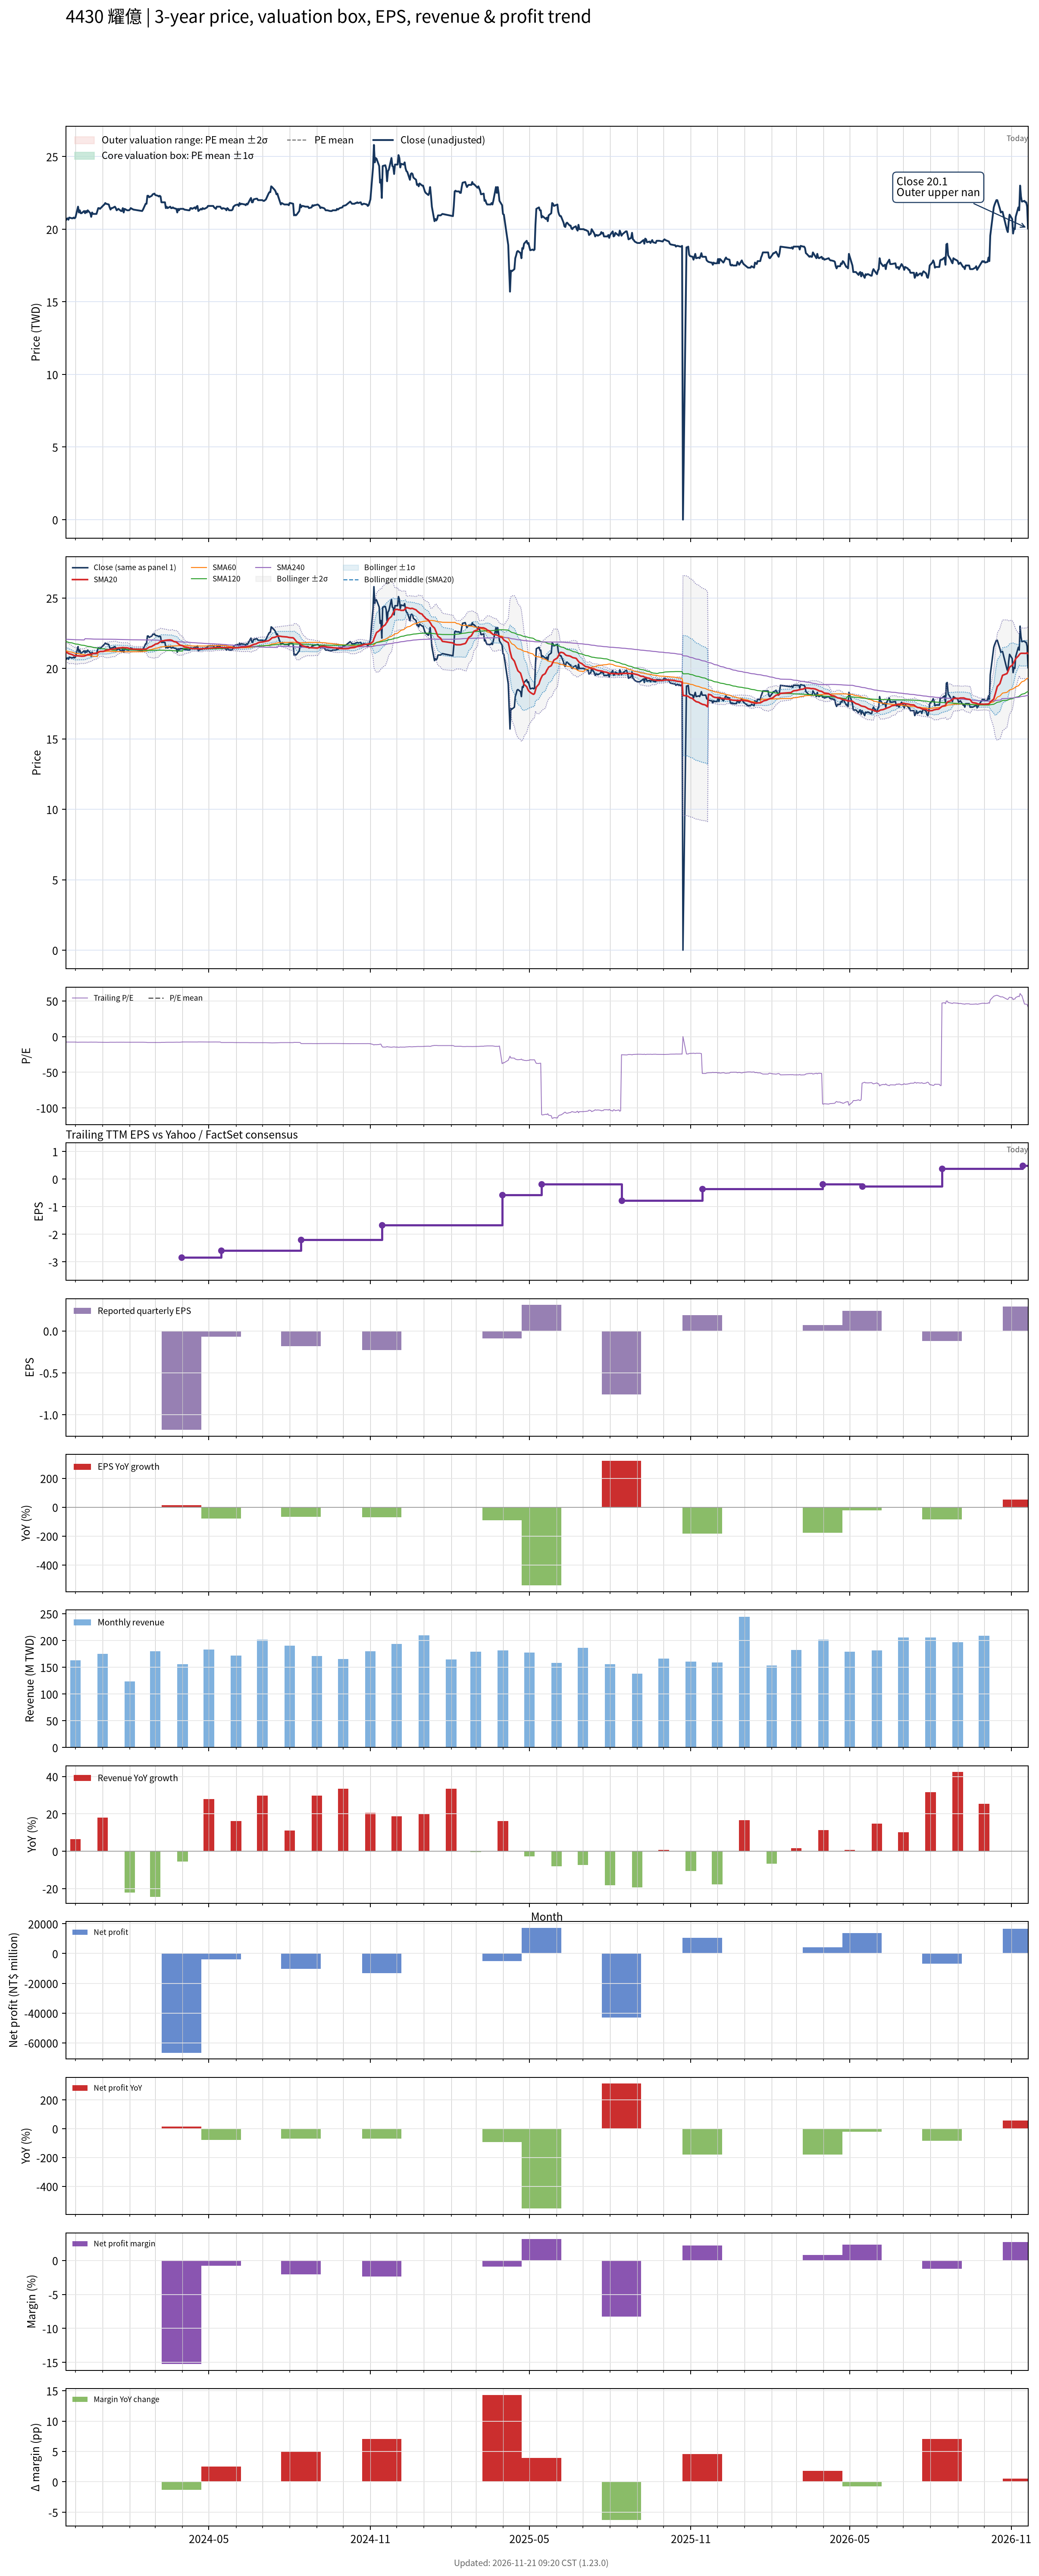 4430 耀億 | 3-year price, valuation box, EPS, revenue & profit trend
Outer valuation range: PE mean ±2σ
PE mean
Close (unadjusted)
Core valuation box: PE mean ±1σ
Today
Close 20.1
Outer upper nan
Price (TWD)
25
20
15
10
5
0
Close (same as panel 1)
SMA60
SMA240
Bollinger ±1σ
SMA20
SMA120
Bollinger ±2σ
Bollinger middle (SMA20)
Price
25
20
15
10
5
0
Trailing P/E
P/E mean
P/E
50
0
-50
-100
Trailing TTM EPS vs Yahoo / FactSet consensus
Today
EPS
1
0
-1
-2
-3
Reported quarterly EPS
EPS
0.0
-0.5
-1.0
EPS YoY growth
YoY (%)
200
0
-200
-400
Monthly revenue
Revenue (M TWD)
250
200
150
100
50
0
Revenue YoY growth
YoY (%)
40
20
0
-20
Month
Net profit
Net profit (NT$ million)
20000
0
-20000
-40000
-60000
Net profit YoY
YoY (%)
200
0
-200
-400
Net profit margin
Margin (%)
0
-5
-10
-15
Margin YoY change
Δ margin (pp)
15
10
5
0
-5
2024-05
2024-11
2025-05
2025-11
2026-05
2026-11
Updated: 2026-11-21 09:20 CST (1.23.0)